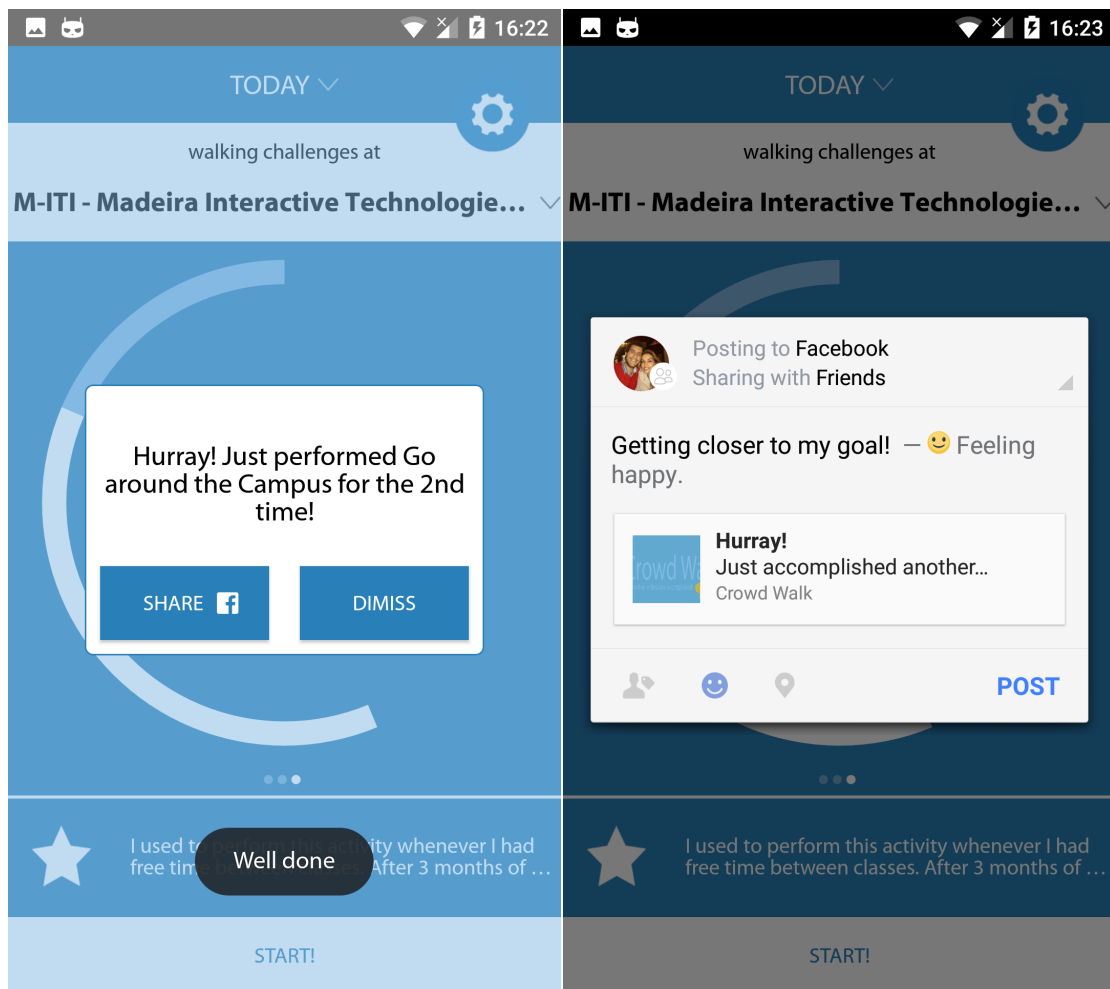 16:22
TODAY
walking challenges at
M-ITI - Madeira Interactive Technologie...
Hurray! Just performed Go
around the Campus for the 2nd
time!
SHARE
DIMISS
I used to perform this activity whenever I had
free time between classes. After 3 months of ...
Well done
START!
16:23
TODAY
walking challenges at
M-ITI - Madeira Interactive Technologie...
Posting to Facebook
Sharing with Friends
Getting closer to my goal! — 🙂 Feeling
happy.
Crowd Wa
Hurray!
Just accomplished another...
Crowd Walk
POST
I used to perform this activity whenever I had
free time between classes. After 3 months of ...
START!